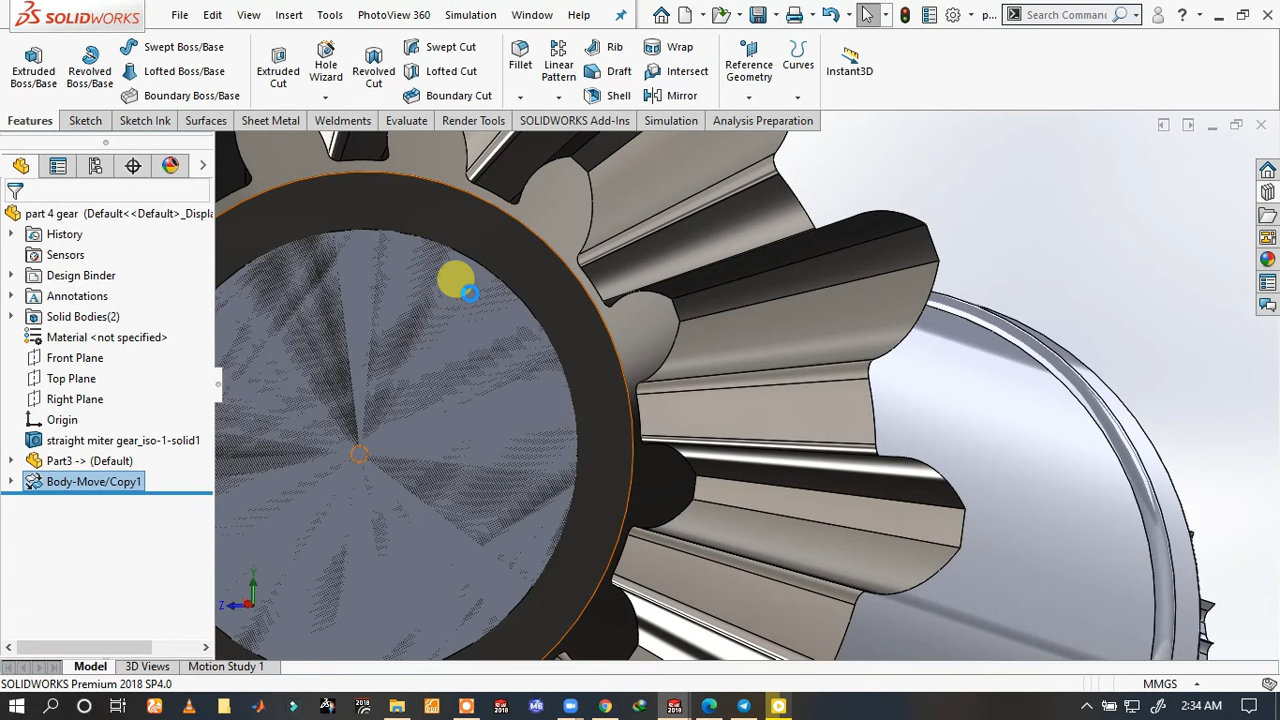 SOLIDWORKS File Edit View Insert Tools PhotoView 360 Simulation Window Help p... Search Commanc ?
Extruded Boss/Base Revolved Boss/Base Swept Boss/Base Lofted Boss/Base Boundary Boss/Base Extruded Cut Hole Wizard Revolved Cut Swept Cut Lofted Cut Boundary Cut Fillet Linear Pattern Rib Draft Shell Wrap Intersect Mirror Reference Geometry Curves Instant3D
Features Sketch Sketch Ink Surfaces Sheet Metal Weldments Evaluate Render Tools SOLIDWORKS Add-Ins Simulation Analysis Preparation
part 4 gear (Default<<Default>_Displa
History
Sensors
Design Binder
Annotations
Solid Bodies(2)
Material <not specified>
Front Plane
Top Plane
Right Plane
Origin
straight miter gear_iso-1-solid1
Part3 -> (Default)
Body-Move/Copy1
Y
Z
Model 3D Views Motion Study 1
SOLIDWORKS Premium 2018 SP4.0 MMGS
2:34 AM